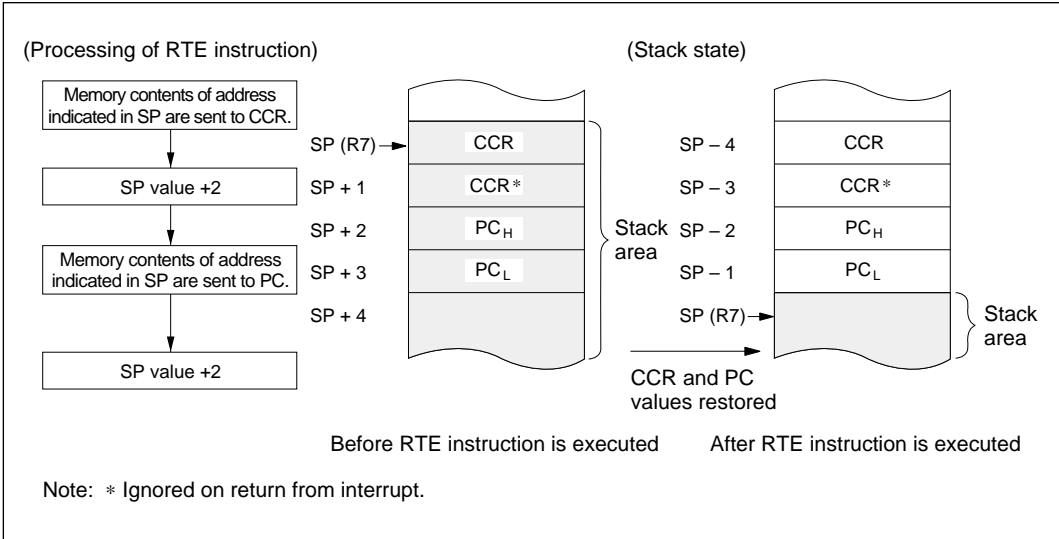 (Processing of RTE instruction)
(Stack state)
Memory contents of address
indicated in SP are sent to CCR.
SP value +2
Memory contents of address
indicated in SP are sent to PC.
SP value +2
SP (R7)
SP + 1
SP + 2
SP + 3
SP + 4
CCR
CCR*
PCH
PCL
Stack
area
SP – 4
SP – 3
SP – 2
SP – 1
SP (R7)
CCR
CCR*
PCH
PCL
Stack
area
CCR and PC
values restored
Before RTE instruction is executed
After RTE instruction is executed
Note: * Ignored on return from interrupt.